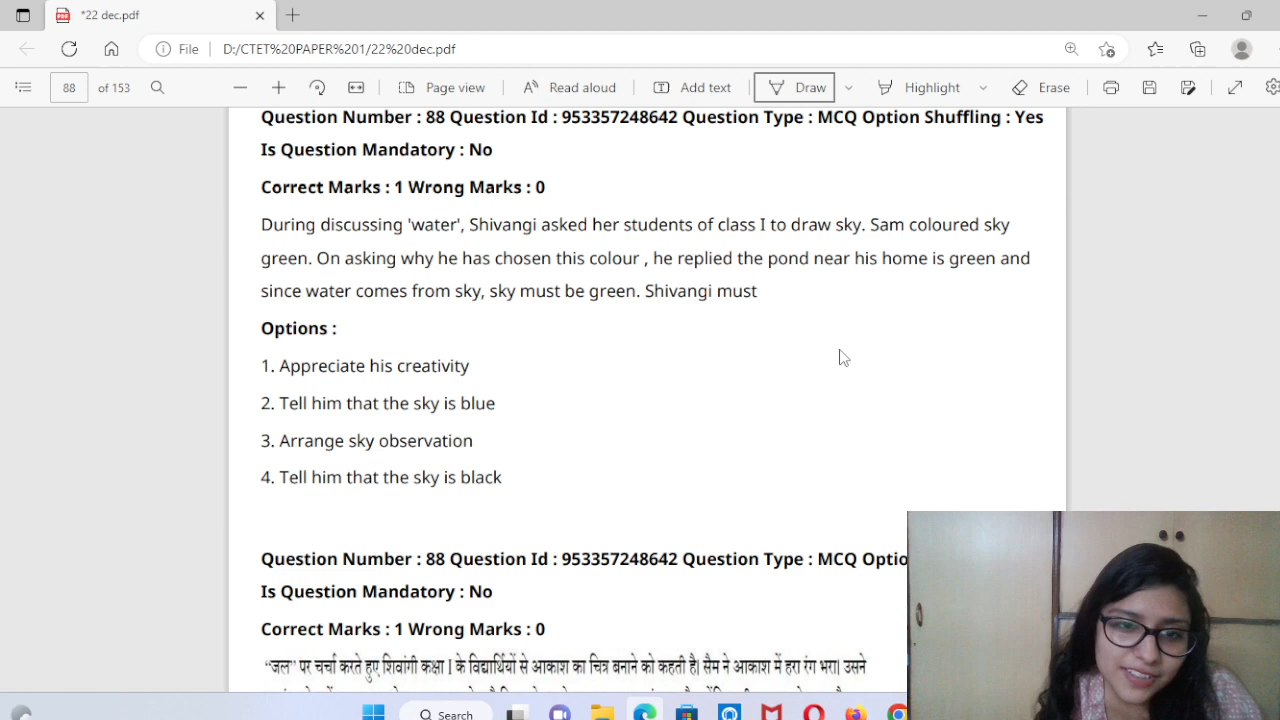 *22 dec.pdf
File
D:/CTET%20PAPER%201/22%20dec.pdf
88 of 153
Page view
Read aloud
Add text
Draw
Highlight
Erase
Question Number : 88 Question Id : 953357248642 Question Type : MCQ Option Shuffling : Yes
Is Question Mandatory : No
Correct Marks : 1 Wrong Marks : 0
During discussing 'water', Shivangi asked her students of class I to draw sky. Sam coloured sky
green. On asking why he has chosen this colour , he replied the pond near his home is green and
since water comes from sky, sky must be green. Shivangi must
Options :
1. Appreciate his creativity
2. Tell him that the sky is blue
3. Arrange sky observation
4. Tell him that the sky is black
Question Number : 88 Question Id : 953357248642 Question Type : MCQ Optio
Is Question Mandatory : No
Correct Marks : 1 Wrong Marks : 0
“जल” पर चर्चा करते हुए शिवांगी कक्षा I के विद्यार्थियों से आकाश का चित्र बनाने को कहती है। सैम ने आकाश में हरा रंग भरा। उसने
Search